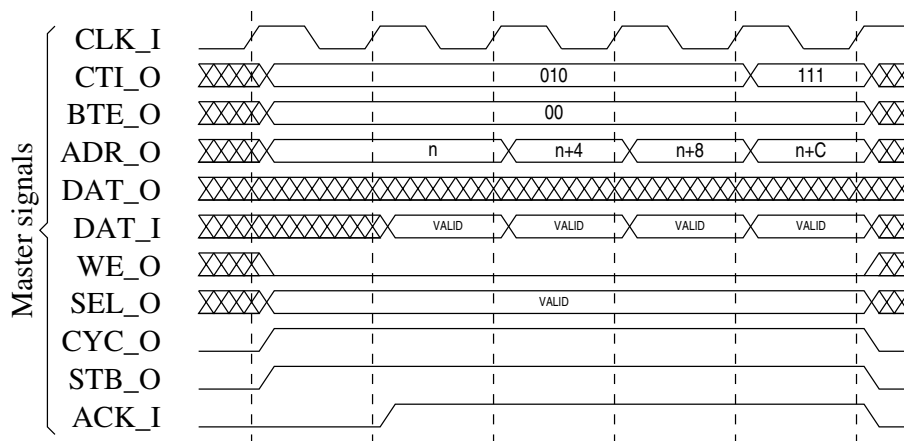 Master signals
CLK_I
CTI_O 010 111
BTE_O 00
ADR_O n n+4 n+8 n+C
DAT_O
DAT_I VALID VALID VALID VALID
WE_O
SEL_O VALID
CYC_O
STB_O
ACK_I